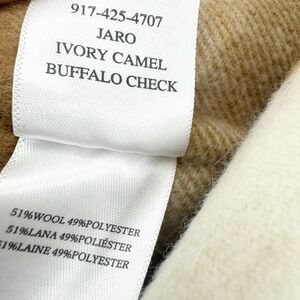 917-425-4707
JARO
IVORY CAMEL
BUFFALO CHECK
51%WOOL 49%POLYESTER
51%LANA 49%POLIÉSTER
51%LAINE 49%POLYESTER